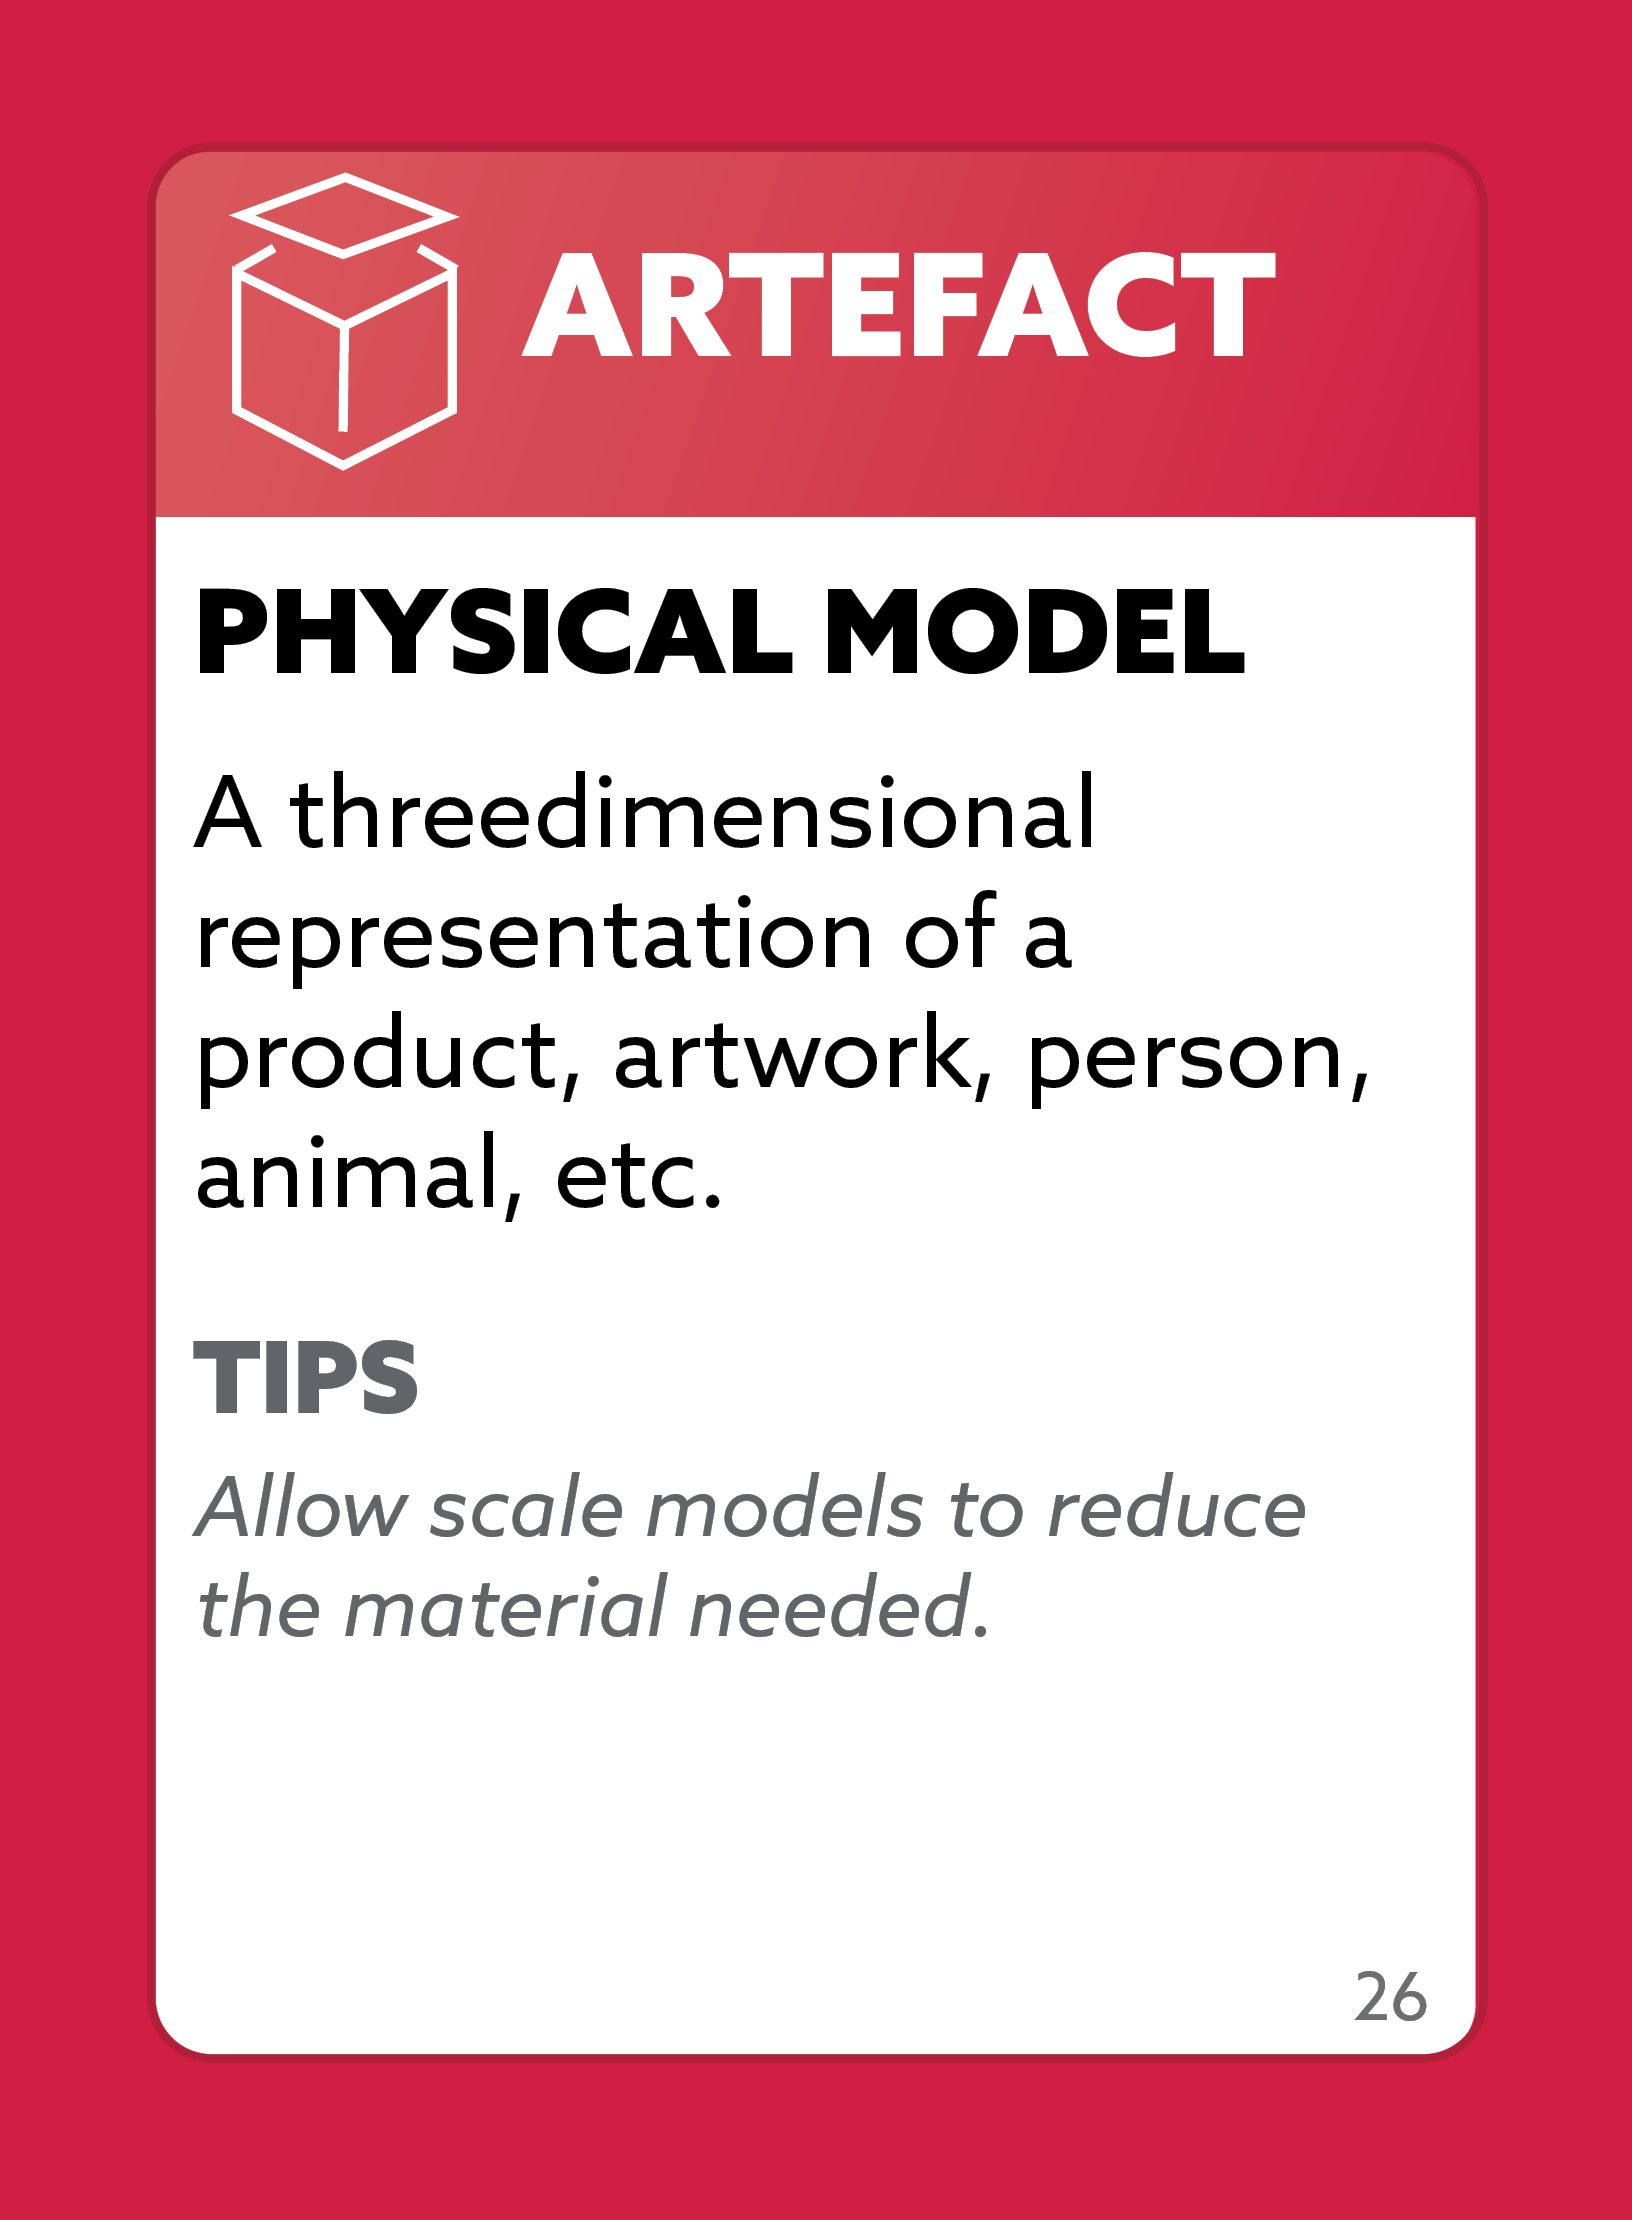 ARTEFACT
PHYSICAL MODEL
A threedimensional
representation of a
product, artwork, person,
animal, etc.
TIPS
Allow scale models to reduce
the material needed.
26